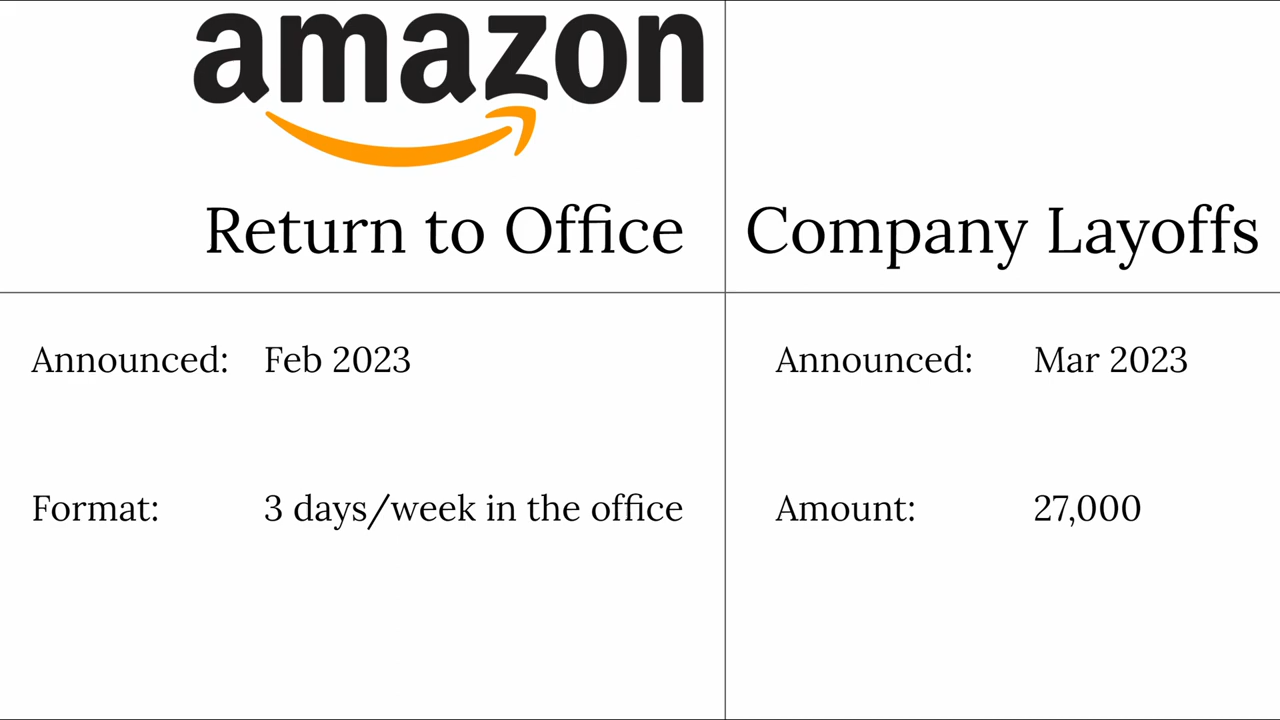 amazon
Return to Office
Company Layoffs
Announced: Feb 2023
Announced: Mar 2023
Format: 3 days/week in the office
Amount: 27,000